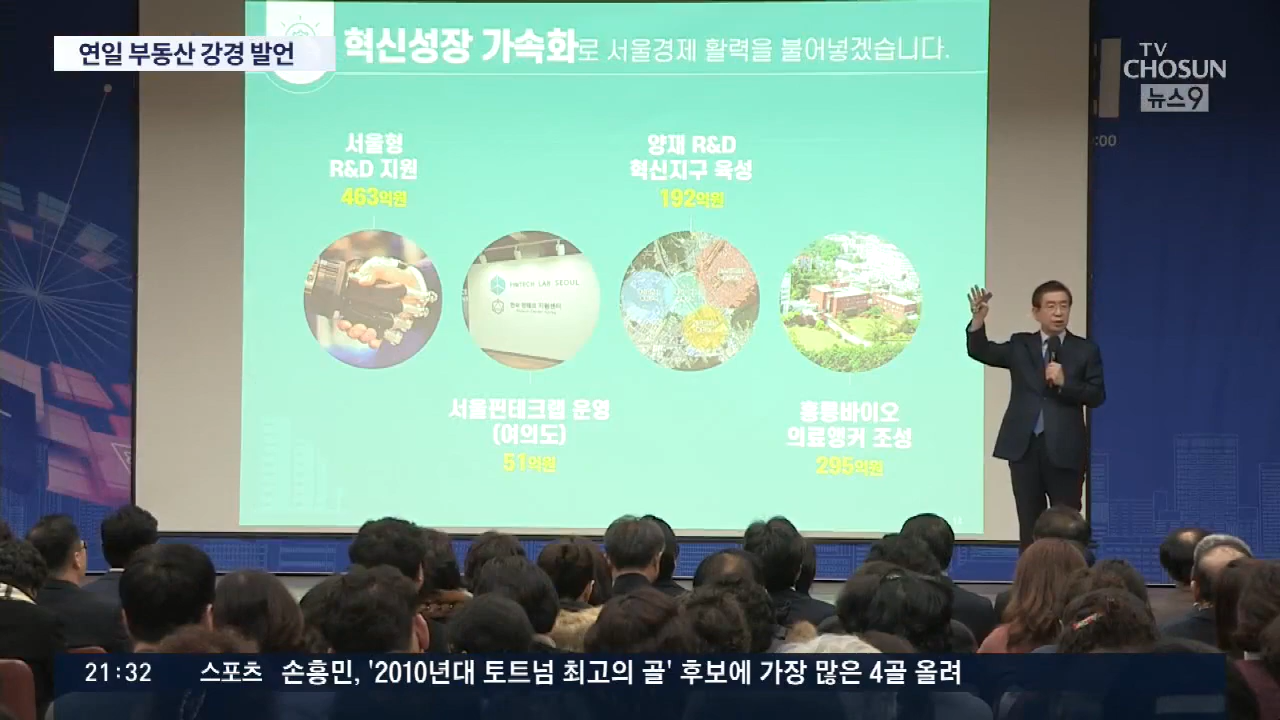 연일 부동산 강경 발언
혁신성장 가속화로 서울경제 활력을 불어넣겠습니다.
TV
CHOSUN
뉴스9
:00
서울형
R&D 지원
463억원
양재 R&D
혁신지구 육성
192억원
FINTECH LAB SEOUL
서울핀테크랩 운영
(여의도)
51억원
홍릉바이오
의료앵커 조성
295억원
21:32 스포츠 손흥민, '2010년대 토트넘 최고의 골' 후보에 가장 많은 4골 올려